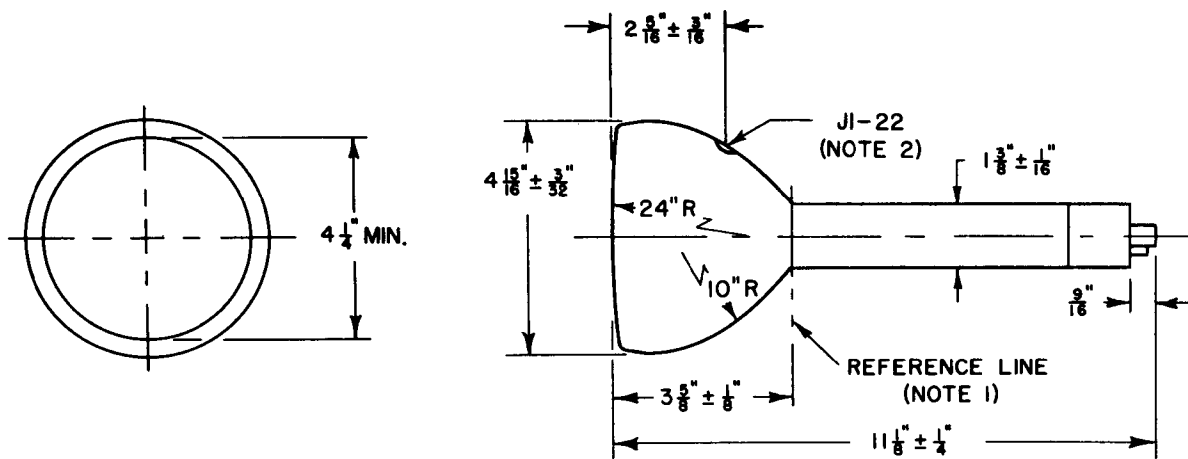 2 5/16" ± 3/16"
J1-22
(NOTE 2)
1 3/8" ± 1/16"
4 15/16" ± 3/32"
4 1/4" MIN.
24" R
10" R
9/16"
REFERENCE LINE
(NOTE 1)
3 5/8" ± 1/8"
11 1/8" ± 1/4"